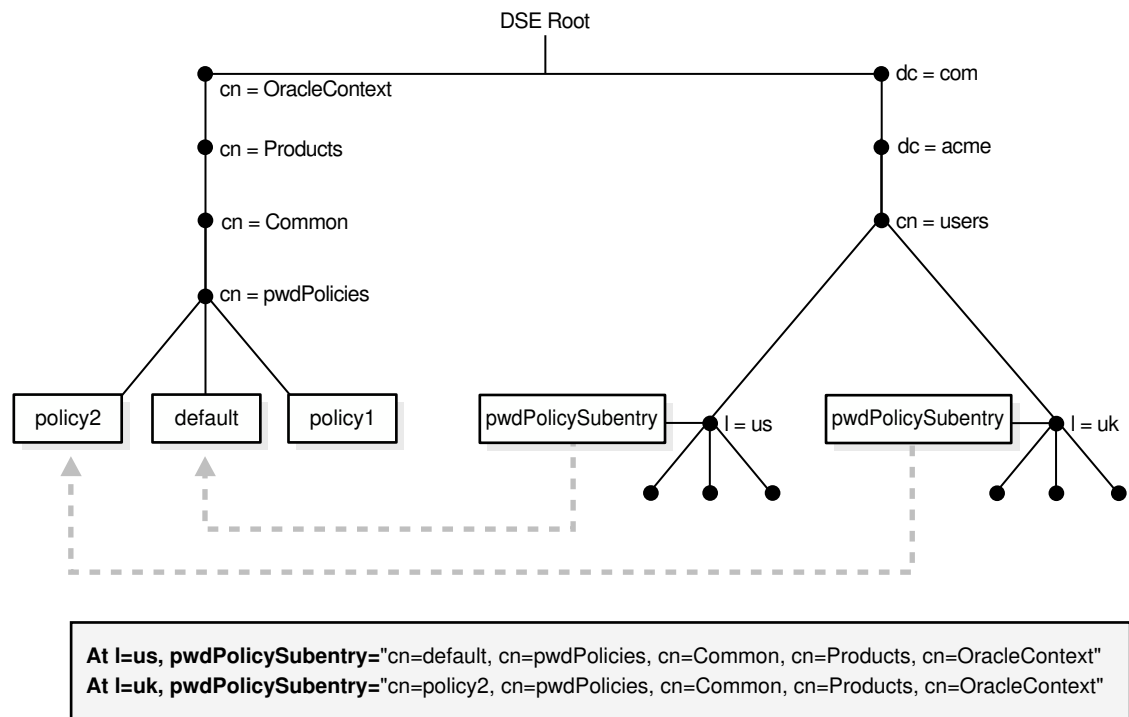 DSE Root
cn = OracleContext
dc = com
cn = Products
dc = acme
cn = Common
cn = users
cn = pwdPolicies
policy2
default
policy1
pwdPolicySubentry
l = us
pwdPolicySubentry
l = uk
At l=us, pwdPolicySubentry="cn=default, cn=pwdPolicies, cn=Common, cn=Products, cn=OracleContext"
At l=uk, pwdPolicySubentry="cn=policy2, cn=pwdPolicies, cn=Common, cn=Products, cn=OracleContext"